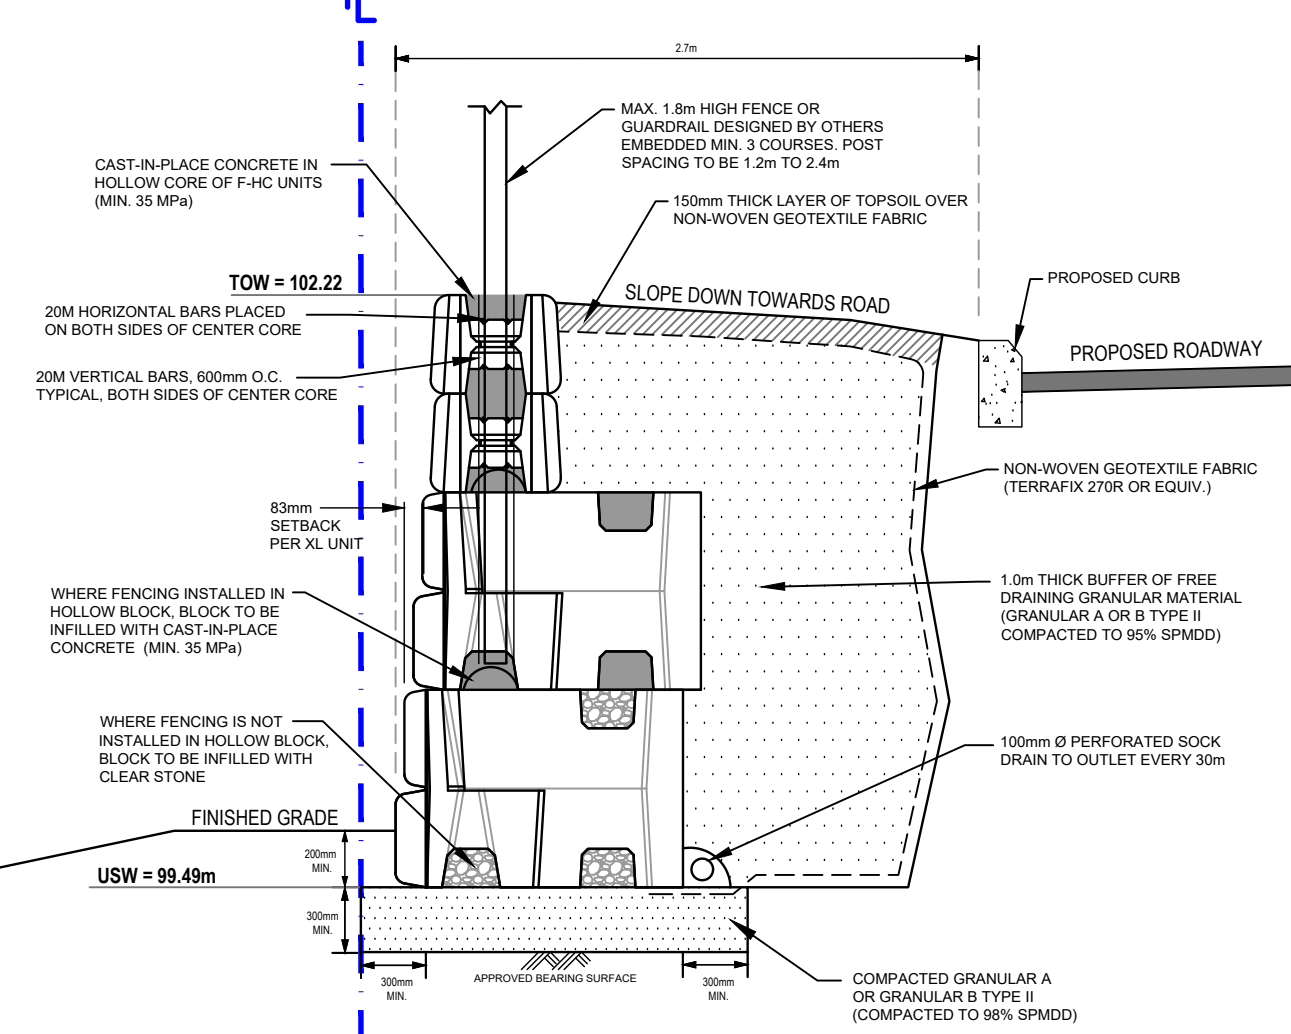 2.7m
MAX. 1.8m HIGH FENCE OR
GUARDRAIL DESIGNED BY OTHERS
EMBEDDED MIN. 3 COURSES. POST
SPACING TO BE 1.2m TO 2.4m
CAST-IN-PLACE CONCRETE IN
HOLLOW CORE OF F-HC UNITS
(MIN. 35 MPa)
150mm THICK LAYER OF TOPSOIL OVER
NON-WOVEN GEOTEXTILE FABRIC
TOW = 102.22
SLOPE DOWN TOWARDS ROAD
PROPOSED CURB
20M HORIZONTAL BARS PLACED
ON BOTH SIDES OF CENTER CORE
PROPOSED ROADWAY
20M VERTICAL BARS, 600mm O.C.
TYPICAL, BOTH SIDES OF CENTER CORE
NON-WOVEN GEOTEXTILE FABRIC
(TERRAFIX 270R OR EQUIV.)
83mm
SETBACK
PER XL UNIT
WHERE FENCING INSTALLED IN
HOLLOW BLOCK, BLOCK TO BE
INFILLED WITH CAST-IN-PLACE
CONCRETE (MIN. 35 MPa)
1.0m THICK BUFFER OF FREE
DRAINING GRANULAR MATERIAL
(GRANULAR A OR B TYPE II
COMPACTED TO 95% SPMDD)
WHERE FENCING IS NOT
INSTALLED IN HOLLOW BLOCK,
BLOCK TO BE INFILLED WITH
CLEAR STONE
100mm Ø PERFORATED SOCK
DRAIN TO OUTLET EVERY 30m
FINISHED GRADE
200mm
MIN.
USW = 99.49m
300mm
MIN.
300mm
MIN.
APPROVED BEARING SURFACE
300mm
MIN.
COMPACTED GRANULAR A
OR GRANULAR B TYPE II
(COMPACTED TO 98% SPMDD)